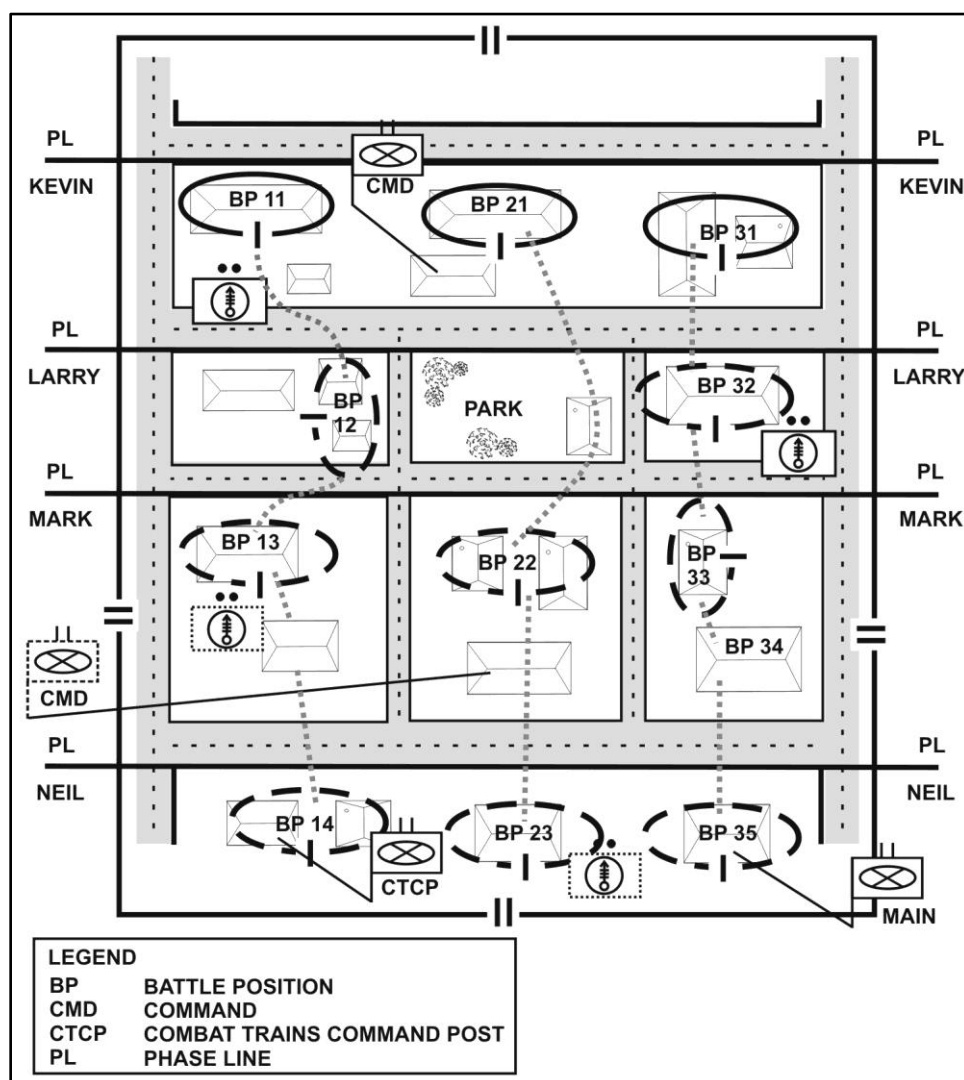 PL
PL
KEVIN
KEVIN
CMD
BP 11
BP 21
BP 31
PL
PL
LARRY
LARRY
BP
12
PARK
BP 32
PL
PL
MARK
MARK
BP 13
BP 22
BP
33
BP 34
CMD
PL
PL
NEIL
NEIL
BP 14
BP 23
BP 35
CTCP
MAIN
LEGEND
BP BATTLE POSITION
CMD COMMAND
CTCP COMBAT TRAINS COMMAND POST
PL PHASE LINE